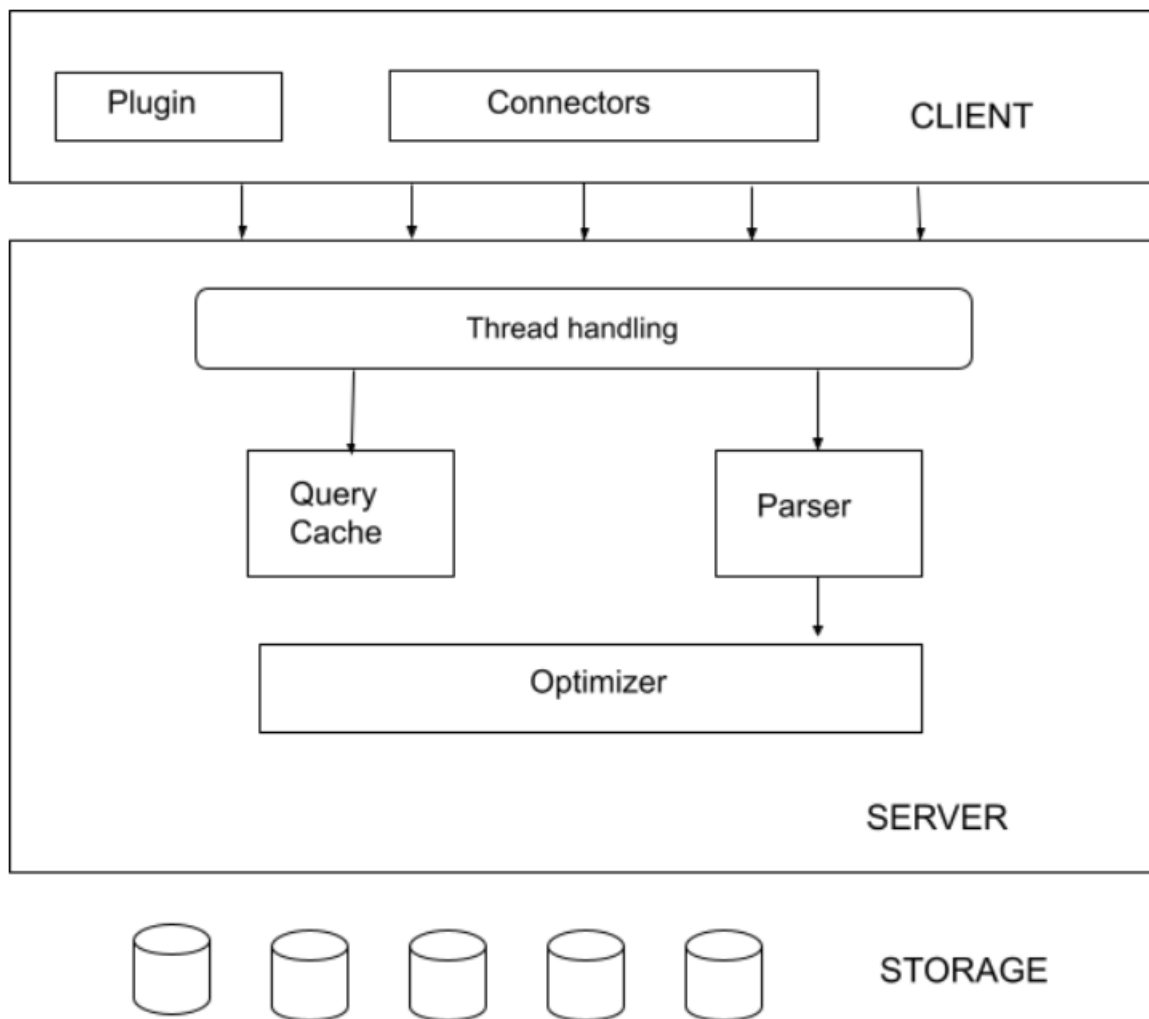 Plugin
Connectors
CLIENT
Thread handling
Query
Cache
Parser
Optimizer
SERVER
STORAGE